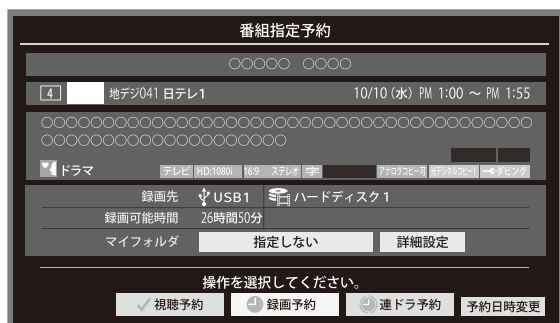 番組指定予約
○○○○○ ○○○○
4 地デジ041 日テレ1 10/10 (水) PM 1:00 ～ PM 1:55
○○○○○○○○○○○○○○○○○○○○○○○○○○○○○○○○○○○○
○○○○○○○○○○○○○○○○○○
ドラマ テレビ HD:1080i 16:9 ステレオ 字 アナログコピー可 光デジタルコピー1 ダビング
録画先 USB1 ハードディスク1
録画可能時間 26時間50分
マイフォルダ 指定しない 詳細設定
操作を選択してください。
視聴予約 録画予約 連ドラ予約 予約日時変更